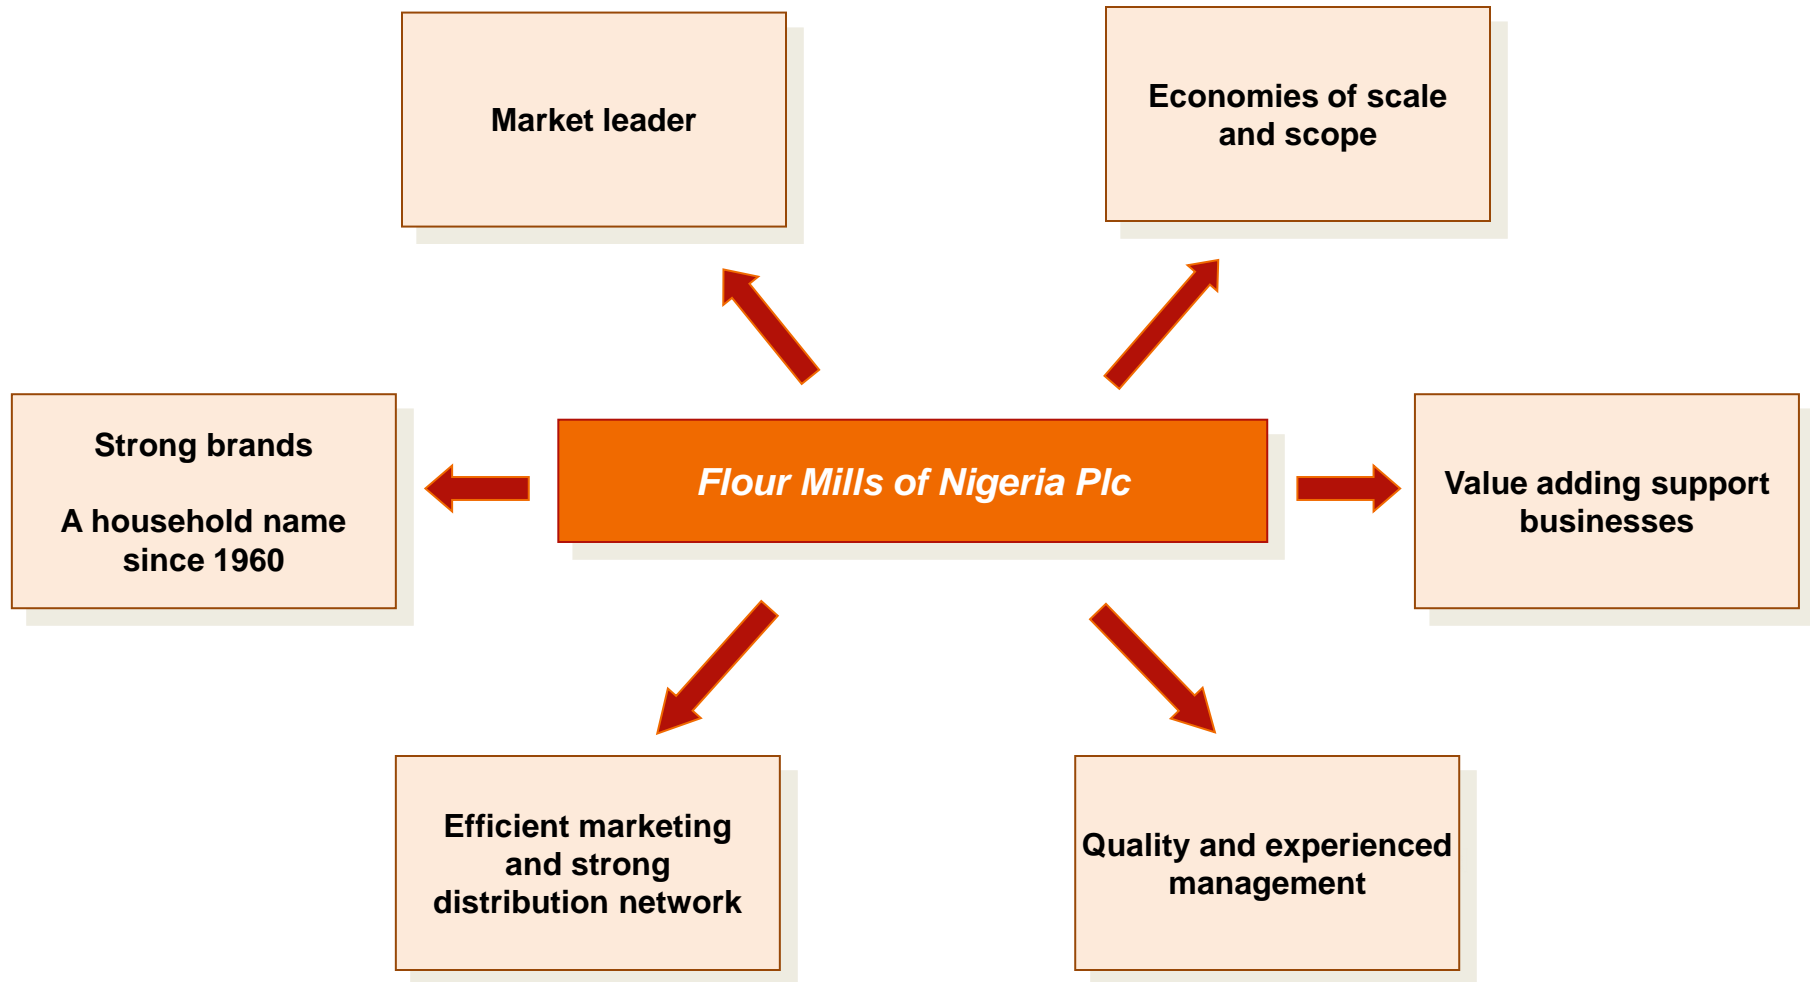 Market leader
Economies of scale
and scope
Strong brands
A household name
since 1960
Flour Mills of Nigeria Plc
Value adding support
businesses
Efficient marketing
and strong
distribution network
Quality and experienced
management